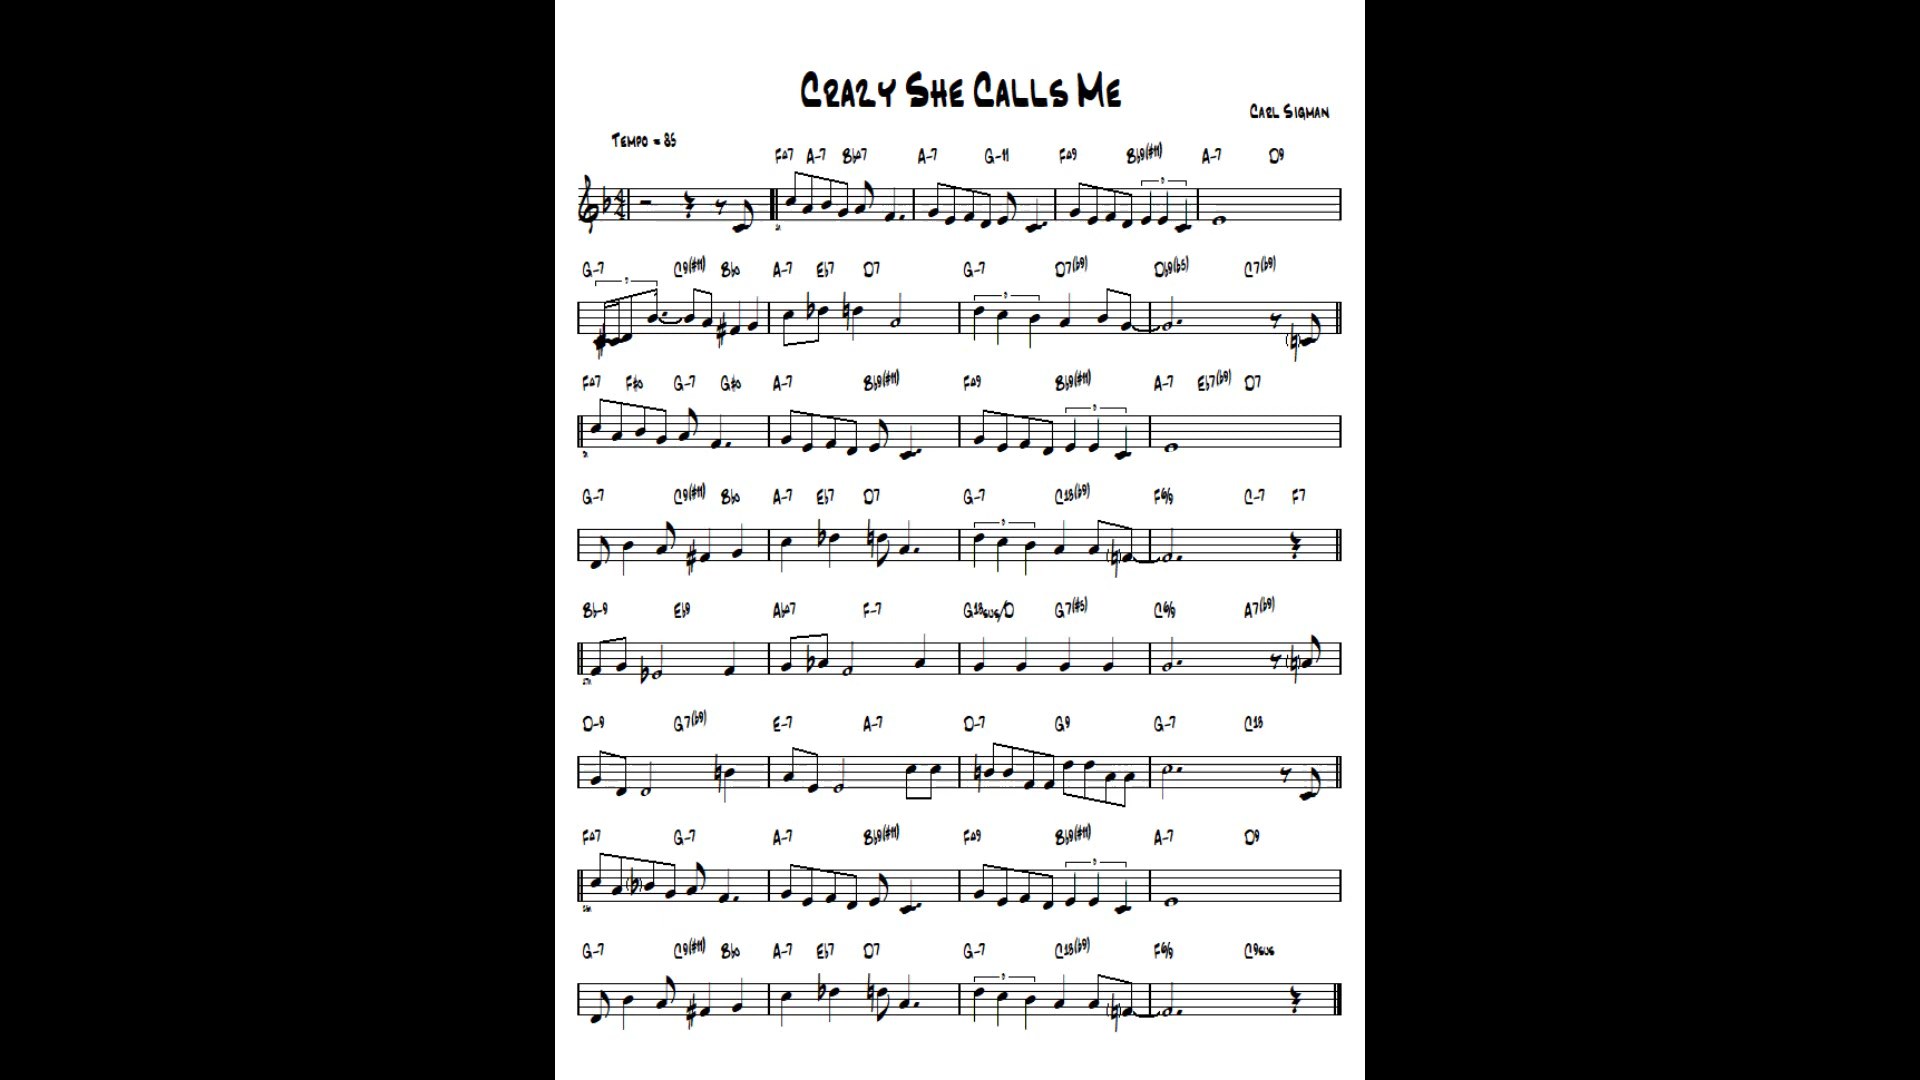 Crazy She Calls Me
Carl Sigman
Tempo = 85
F△7 A-7 B♭△7 A-7 G-11 F△9 B♭9(#11) A-7 D9
4
4
G-7 C9(#11) B♭o A-7 E♭7 D7 G-7 D7(♭9) D♭9(♭5) C7(♭9)
F△7 F#o G-7 G#o A-7 B♭9(#11) F△9 B♭9(#11) A-7 E♭7(♭9) D7
G-7 C9(#11) B♭o A-7 E♭7 D7 G-7 C13(♭9) F6/9 C-7 F7
B♭-9 E♭9 A♭△7 F-7 G13sus/D G7(#5) C6/9 A7(♭9)
D-9 G7(♭9) E-7 A-7 D-7 G9 G-7 C13
F△7 G-7 A-7 B♭9(#11) F△9 B♭9(#11) A-7 D9
G-7 C9(#11) B♭o A-7 E♭7 D7 G-7 C13(♭9) F6/9 C9sus